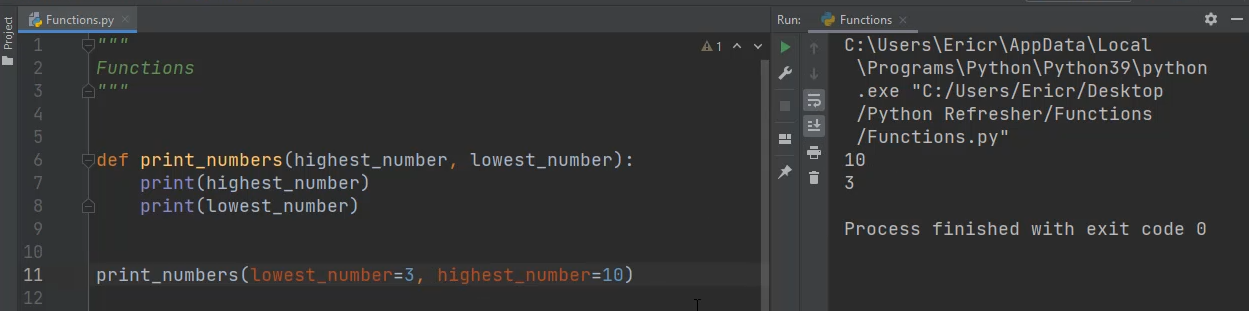 Project
Functions.py
1 """
2 Functions
3 """
4
5
6 def print_numbers(highest_number, lowest_number):
7 print(highest_number)
8 print(lowest_number)
9
10
11 print_numbers(lowest_number=3, highest_number=10)
12
1
Run: Functions
C:\Users\Ericr\AppData\Local
\Programs\Python\Python39\python
.exe "C:/Users/Ericr/Desktop
/Python Refresher/Functions
/Functions.py"
10
3
Process finished with exit code 0